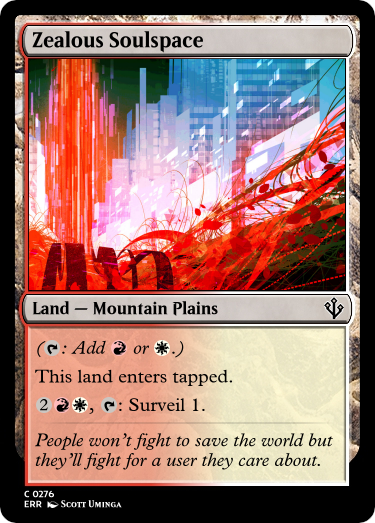 Zealous Soulspace
Land — Mountain Plains
(: Add or .)
This land enters tapped.
2, : Surveil 1.
People won't fight to save the world but
they'll fight for a user they care about.
C 0276
ERR Scott Uminga